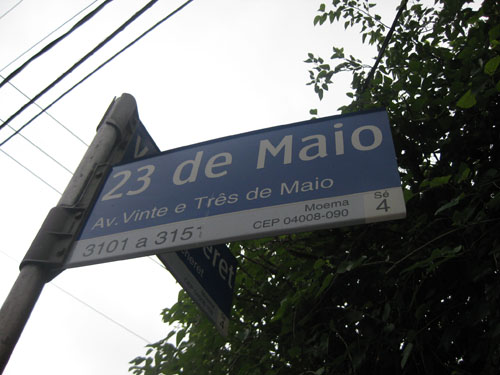 23 de Maio
Av. Vinte e Três de Maio
3101 a 3151
Moema
CEP 04008-090
Sé
4